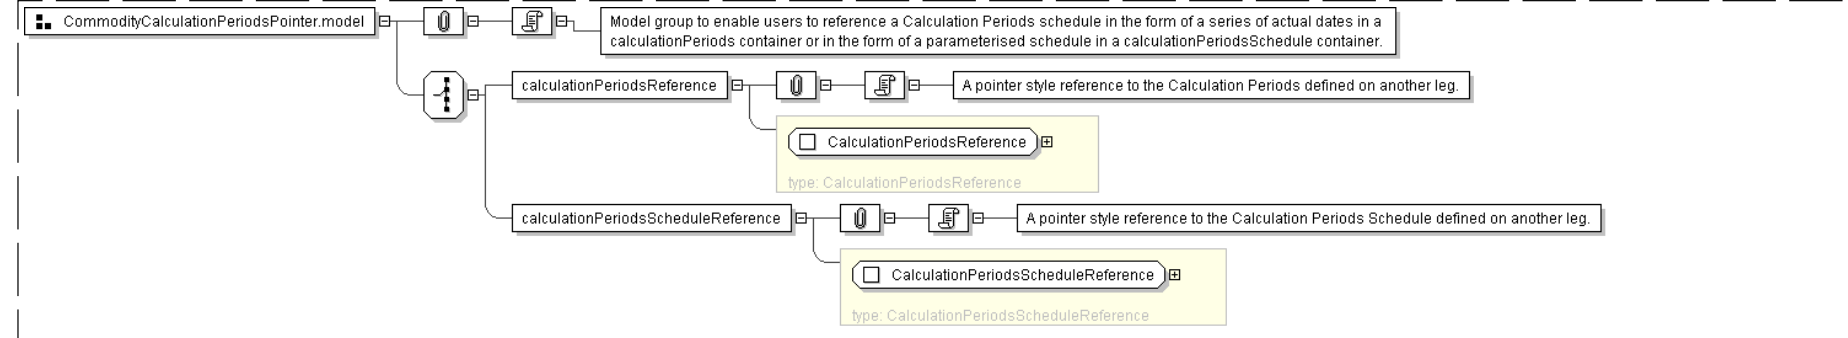 CommodityCalculationPeriodsPointer.model
Model group to enable users to reference a Calculation Periods schedule in the form of a series of actual dates in a
calculationPeriods container or in the form of a parameterised schedule in a calculationPeriodsSchedule container.
calculationPeriodsReference
A pointer style reference to the Calculation Periods defined on another leg.
CalculationPeriodsReference
type: CalculationPeriodsReference
calculationPeriodsScheduleReference
A pointer style reference to the Calculation Periods Schedule defined on another leg.
CalculationPeriodsScheduleReference
type: CalculationPeriodsScheduleReference